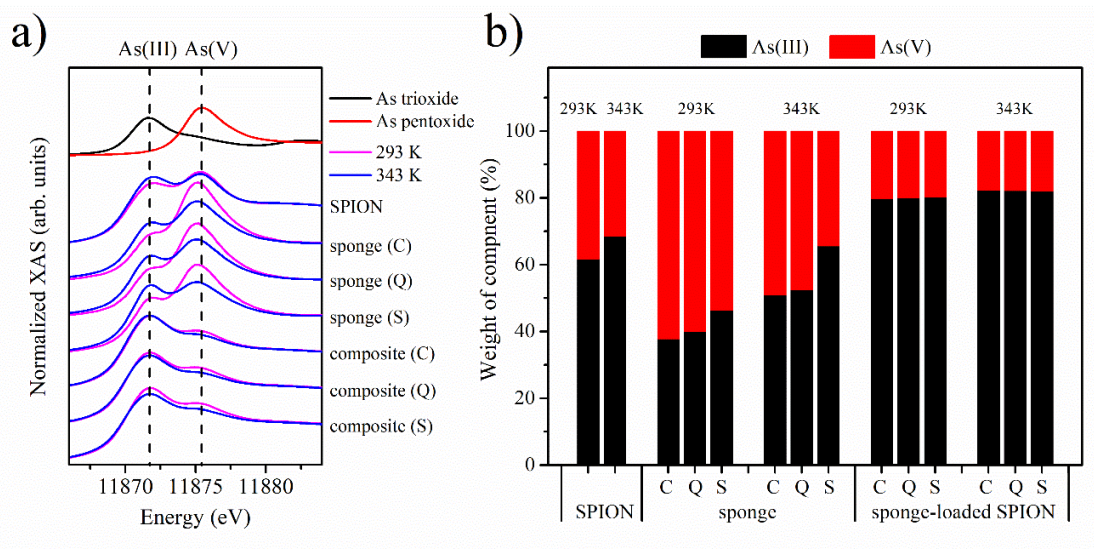 a)
As(III) As(V)
As trioxide
As pentoxide
293 K
343 K
SPION
sponge (C)
sponge (Q)
sponge (S)
composite (C)
composite (Q)
composite (S)
Normalized XAS (arb. units)
11870 11875 11880
Energy (eV)
b)
As(III) As(V)
293K 343K 293K 343K 293K 343K
100
80
60
40
20
0
Weight of compnent (%)
C Q S C Q S C Q S C Q S
SPION sponge sponge-loaded SPION